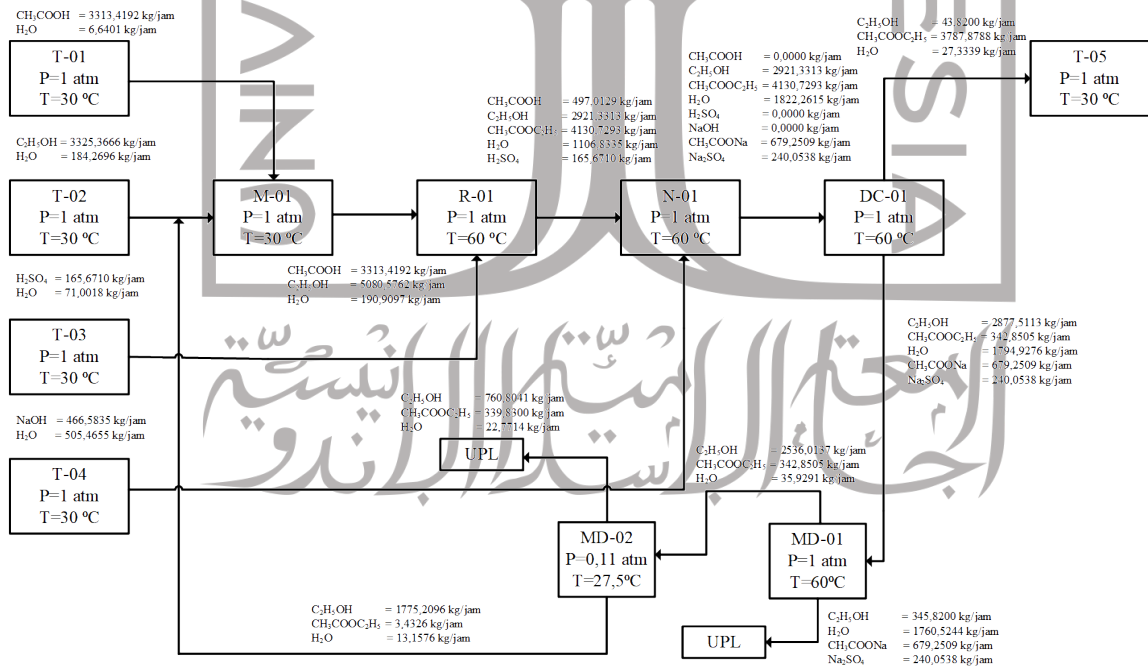 CH₃COOH = 3313,4192 kg/jam
H₂O = 6,6401 kg/jam
T-01
P=1 atm
T=30 ºC
C₂H₅OH = 3325,3666 kg/jam
H₂O = 184,2696 kg/jam
T-02
P=1 atm
T=30 ºC
H₂SO₄ = 165,6710 kg/jam
H₂O = 71,0018 kg/jam
T-03
P=1 atm
T=30 ºC
NaOH = 466,5835 kg/jam
H₂O = 505,4655 kg/jam
T-04
P=1 atm
T=30 ºC
M-01
P=1 atm
T=30 ºC
CH₃COOH = 3313,4192 kg/jam
C₂H₅OH = 5080,5762 kg/jam
H₂O = 190,9097 kg/jam
R-01
P=1 atm
T=60 ºC
CH₃COOH = 497,0129 kg/jam
C₂H₅OH = 2921,3313 kg/jam
CH₃COOC₂H₅ = 4130,7293 kg/jam
H₂O = 1106,8335 kg/jam
H₂SO₄ = 165,6710 kg/jam
N-01
P=1 atm
T=60 ºC
CH₃COOH = 0,0000 kg/jam
C₂H₅OH = 2921,3313 kg/jam
CH₃COOC₂H₅ = 4130,7293 kg/jam
H₂O = 1822,2615 kg/jam
H₂SO₄ = 0,0000 kg/jam
NaOH = 0,0000 kg/jam
CH₃COONa = 679,2509 kg/jam
Na₂SO₄ = 240,0538 kg/jam
DC-01
P=1 atm
T=60 ºC
C₂H₅OH = 43,8200 kg/jam
CH₃COOC₂H₅ = 3787,8788 kg/jam
H₂O = 27,3339 kg/jam
T-05
P=1 atm
T=30 ºC
C₂H₅OH = 2877,5113 kg/jam
CH₃COOC₂H₅ = 342,8505 kg/jam
H₂O = 1794,9276 kg/jam
CH₃COONa = 679,2509 kg/jam
Na₂SO₄ = 240,0538 kg/jam
C₂H₅OH = 760,8041 kg/jam
CH₃COOC₂H₅ = 339,8300 kg/jam
H₂O = 22,7714 kg/jam
UPL
C₂H₅OH = 2536,0137 kg/jam
CH₃COOC₂H₅ = 342,8505 kg/jam
H₂O = 35,9291 kg/jam
MD-02
P=0,11 atm
T=27,5ºC
MD-01
P=1 atm
T=60ºC
C₂H₅OH = 1775,2096 kg/jam
CH₃COOC₂H₅ = 3,4326 kg/jam
H₂O = 13,1576 kg/jam
UPL
C₂H₅OH = 345,8200 kg/jam
H₂O = 1760,5244 kg/jam
CH₃COONa = 679,2509 kg/jam
Na₂SO₄ = 240,0538 kg/jam